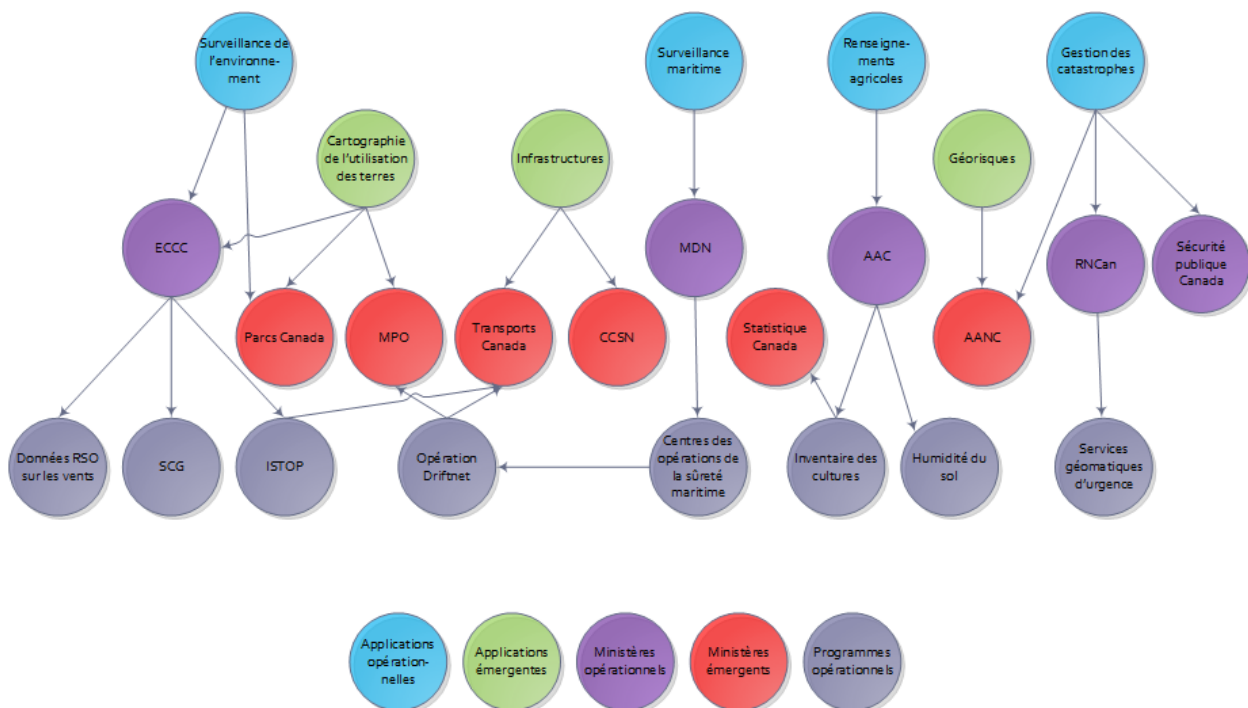 Surveillance de
l'environne-
ment
Surveillance
maritime
Renseigne-
ments
agricoles
Gestion des
catastrophes
Cartographie
de l'utilisation
des terres
Infrastructures
Géorisques
ECCC
MDN
AAC
RNCan
Sécurité
publique
Canada
Parcs Canada
MPO
Transports
Canada
CCSN
Statistique
Canada
AANC
Données RSO
sur les vents
SCG
ISTOP
Opération
Driftnet
Centres des
opérations de
la sûreté
maritime
Inventaire des
cultures
Humidité du
sol
Services
géomatiques
d'urgence
Applications
opération-
nelles
Applications
émergentes
Ministères
opérationnels
Ministères
émergents
Programmes
opérationnels